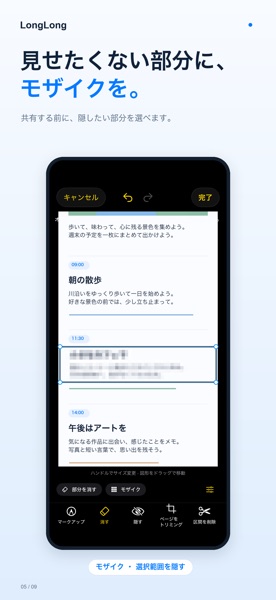 LongLong
見せたくない部分に、
モザイクを。
共有する前に、隠したい部分を選べます。
キャンセル
完了
歩いて、味わって、心に残る景色を集めよう。
週末の予定を一枚にまとめて出かけよう。
09:00
朝の散歩
川沿いをゆっくり歩いて一日を始めよう。
好きな景色の前では、少し立ち止まって。
11:30
14:00
午後はアートを
気になる作品に出会い、感じたことをメモ。
写真と短い言葉で、思い出を残そう。
ハンドルでサイズ変更・図形をドラッグで移動
部分を消す
モザイク
マークアップ
消す
隠す
ページを
トリミング
区間を削除
モザイク ・ 選択範囲を隠す
05 / 09